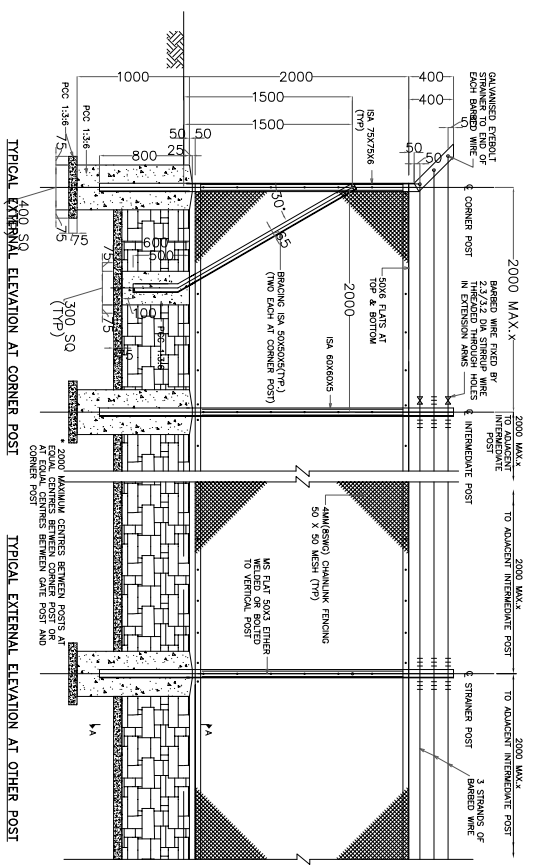 GALVANISED EYEBOLT
STRAINER TO END OF
EACH BARBED WIRE
2000 MAX.x
BARBED WIRE FIXED BY
2.3/3.2 DIA STIRRUP WIRE
THREADED THROUGH HOLES
IN EXTENSION ARMS
2000 MAX.x
TO ADJACENT
INTERMEDIATE
POST
2000 MAX.x
TO ADJACENT INTERMEDIATE POST
2000 MAX.x
TO ADJACENT INTERMEDIATE POST
℄ CORNER POST
℄ INTERMEDIATE POST
℄ STRAINER POST
3 STRANDS OF
BARBED WIRE
50
50
400
400
2000
1500
1500
1000
800
50
50
25
ISA 75X75X6
(TYP)
50X6 FLATS AT
TOP & BOTTOM
2000
30°
65
BRACING ISA 50X50X5(TYP.)
(TWO EACH AT CORNER POST)
ISA 60X60X5
4MM(8SWG) CHAINLINK FENCING
50 X 50 MESH (TYP)
MS FLAT 50X3 EITHER
WELDED OR BOLTED
TO VERTICAL POST
PCC 1:3:6
PCC 1:3:6
PCC 1:3:6
75
75
75
75
600
500
100
75
75
400 SQ
300 SQ
(TYP)
A
A
* 2000 MAXIMUM CENTRES BETWEEN POSTS AT
EQUAL CENTRES BETWEEN CORNER POST OR
AT EQUAL CENTRES BETWEEN GATE POST AND
CORNER POST
TYPICAL EXTERNAL ELEVATION AT CORNER POST
TYPICAL EXTERNAL ELEVATION AT OTHER POST